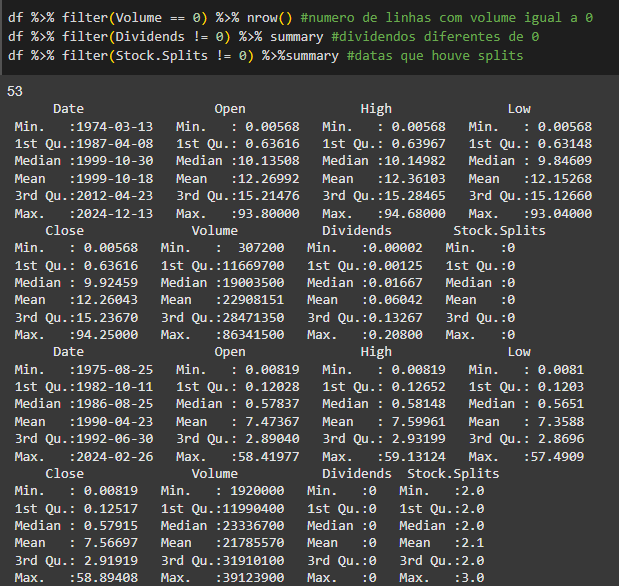 df %>% filter(Volume == 0) %>% nrow() #numero de linhas com volume igual a 0
df %>% filter(Dividends != 0) %>% summary #dividendos diferentes de 0
df %>% filter(Stock.Splits != 0) %>%summary #datas que houve splits
53
Date Open High Low
Min. :1974-03-13 Min. : 0.00568 Min. : 0.00568 Min. : 0.00568
1st Qu.:1987-04-08 1st Qu.: 0.63616 1st Qu.: 0.63967 1st Qu.: 0.63148
Median :1999-10-30 Median :10.13508 Median :10.14982 Median : 9.84609
Mean :1999-10-18 Mean :12.26992 Mean :12.36103 Mean :12.15268
3rd Qu.:2012-04-23 3rd Qu.:15.21476 3rd Qu.:15.28465 3rd Qu.:15.12660
Max. :2024-12-13 Max. :93.80000 Max. :94.68000 Max. :93.04000
Close Volume Dividends Stock.Splits
Min. : 0.00568 Min. : 307200 Min. :0.00002 Min. :0
1st Qu.: 0.63616 1st Qu.:11669700 1st Qu.:0.00125 1st Qu.:0
Median : 9.92459 Median :19003500 Median :0.01667 Median :0
Mean :12.26043 Mean :22908151 Mean :0.06042 Mean :0
3rd Qu.:15.23670 3rd Qu.:28471350 3rd Qu.:0.13267 3rd Qu.:0
Max. :94.25000 Max. :86341500 Max. :0.20800 Max. :0
Date Open High Low
Min. :1975-08-25 Min. : 0.00819 Min. : 0.00819 Min. : 0.0081
1st Qu.:1982-10-11 1st Qu.: 0.12028 1st Qu.: 0.12652 1st Qu.: 0.1203
Median :1986-08-25 Median : 0.57837 Median : 0.58148 Median : 0.5651
Mean :1990-04-23 Mean : 7.47367 Mean : 7.59961 Mean : 7.3588
3rd Qu.:1992-06-30 3rd Qu.: 2.89040 3rd Qu.: 2.93199 3rd Qu.: 2.8696
Max. :2024-02-26 Max. :58.41977 Max. :59.13124 Max. :57.4909
Close Volume Dividends Stock.Splits
Min. : 0.00819 Min. : 1920000 Min. :0 Min. :2.0
1st Qu.: 0.12517 1st Qu.:11990400 1st Qu.:0 1st Qu.:2.0
Median : 0.57915 Median :23336700 Median :0 Median :2.0
Mean : 7.56697 Mean :21785570 Mean :0 Mean :2.1
3rd Qu.: 2.91919 3rd Qu.:31910100 3rd Qu.:0 3rd Qu.:2.0
Max. :58.89408 Max. :39123900 Max. :0 Max. :3.0